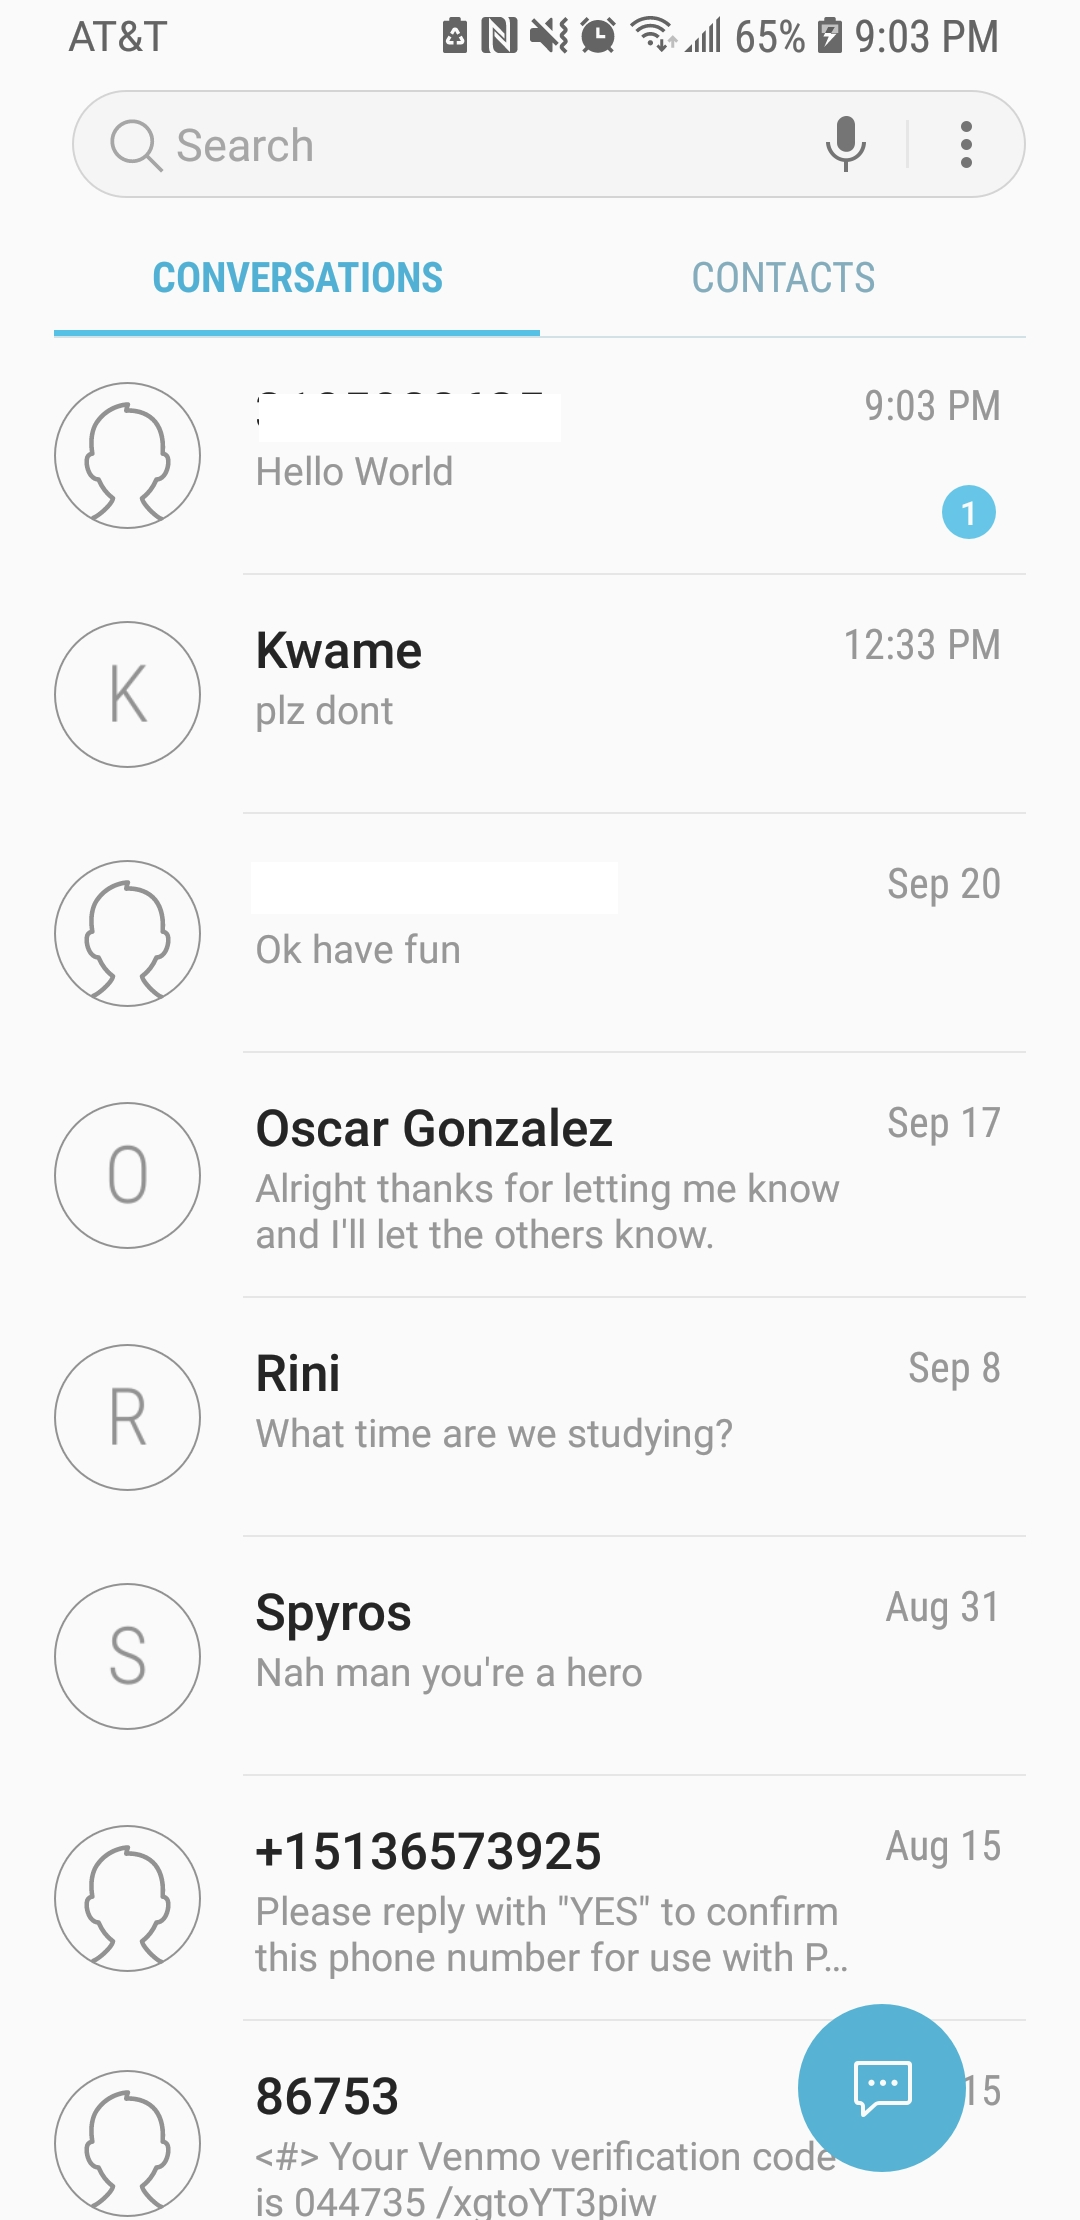 AT&T 65% 9:03 PM
Search
CONVERSATIONS CONTACTS
9:03 PM
Hello World
1
K Kwame 12:33 PM
plz dont
Sep 20
Ok have fun
O Oscar Gonzalez Sep 17
Alright thanks for letting me know
and I'll let the others know.
R Rini Sep 8
What time are we studying?
S Spyros Aug 31
Nah man you're a hero
+15136573925 Aug 15
Please reply with "YES" to confirm
this phone number for use with P...
86753 15
<#> Your Venmo verification code
is 044735 /xgtoYT3piw